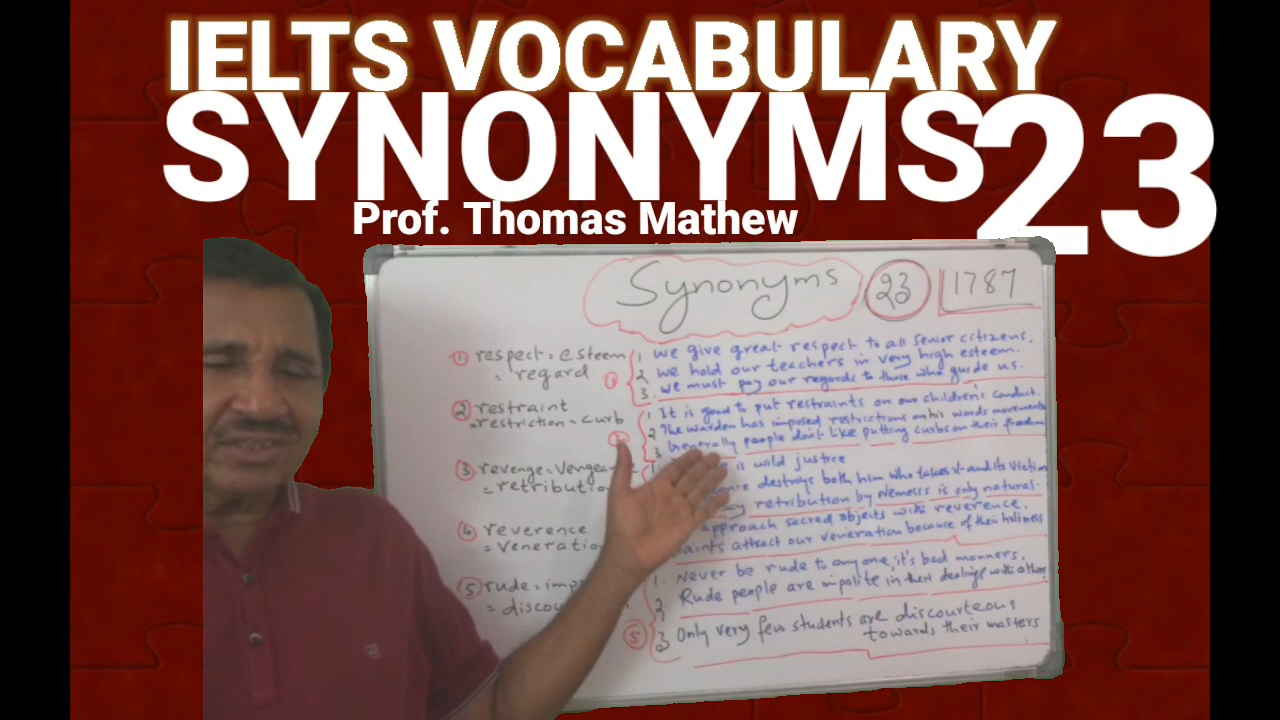 IELTS VOCABULARY
SYNONYMS 23
Prof. Thomas Mathew
Synonyms 23 1787
① respect = esteem
= regard
② restraint
= restriction = curb
③ revenge = Vengeance
= retribution
④ reverence
= veneration
⑤ rude =
=
① 1 we give great respect to all senior citizens.
2 we hold our teachers in very high esteem.
3. we must pay our regards to those who guide us.
1 It is good to put restraints on our children's conduct.
2 The warden has imposed restrictions on his wards movements
3 Generally people don't like putting curbs on their freedom
is wild justice
destroys both him who takes it and its victim
retribution by Nemesis is only natural.
approach sacred objects with reverence.
attract our veneration because of their holiness
1. Never be rude to anyone, it's bad manners.
2 Rude people are impolite in their dealings with others
⑤ 3 Only very few students are discourteous
towards their masters